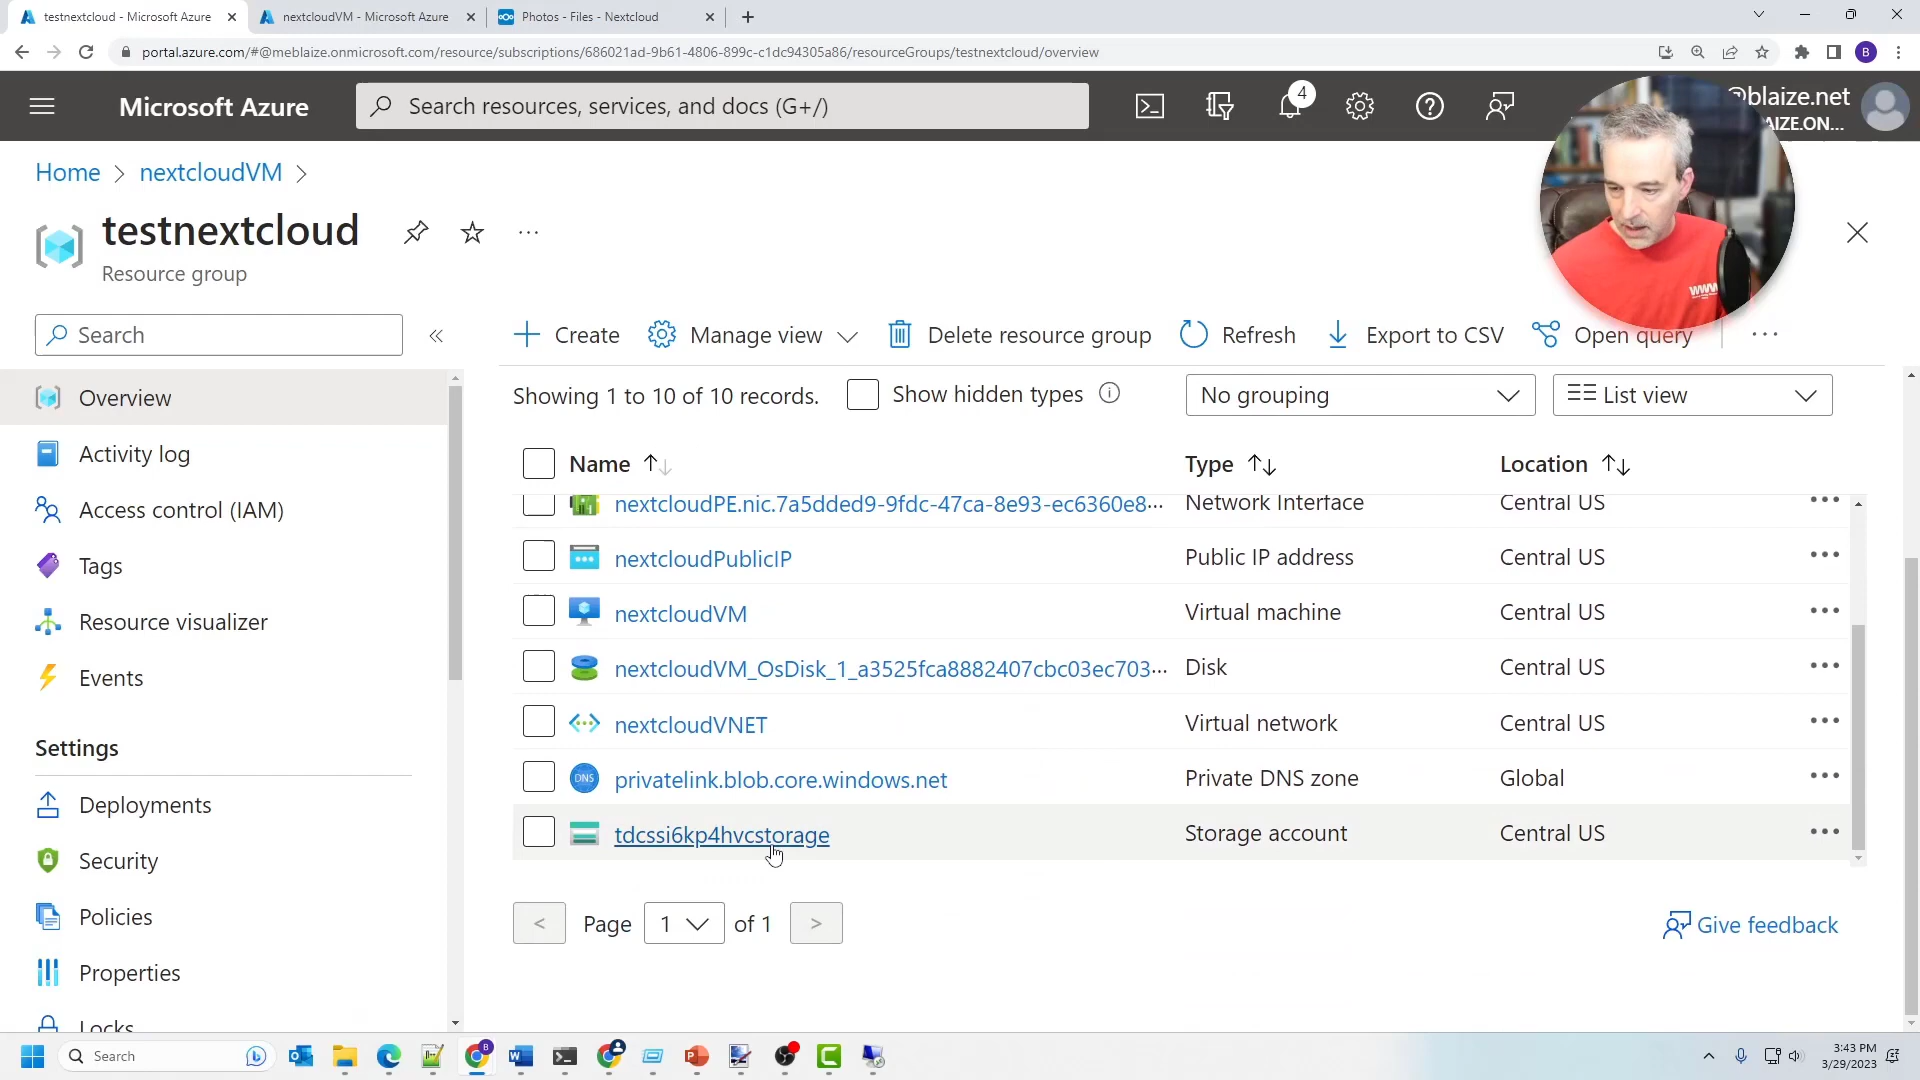 testnextcloud - Microsoft Azure
nextcloudVM - Microsoft Azure
Photos - Files - Nextcloud
portal.azure.com/#@meblaize.onmicrosoft.com/resource/subscriptions/686021ad-9b61-4806-899c-c1dc94305a86/resourceGroups/testnextcloud/overview
B
Microsoft Azure
Search resources, services, and docs (G+/)
4
@blaize.net
AIZE.ON...
Home > nextcloudVM >
testnextcloud
Resource group
WWW
Search
Create
Manage view
Delete resource group
Refresh
Export to CSV
Open query
Overview
Activity log
Access control (IAM)
Tags
Resource visualizer
Events
Settings
Deployments
Security
Policies
Properties
Locks
Showing 1 to 10 of 10 records.
Show hidden types
No grouping
List view
Name
Type
Location
nextcloudPE.nic.7a5dded9-9fdc-47ca-8e93-ec6360e8... Network Interface Central US
nextcloudPublicIP Public IP address Central US
nextcloudVM Virtual machine Central US
nextcloudVM_OsDisk_1_a3525fca8882407cbc03ec703... Disk Central US
nextcloudVNET Virtual network Central US
DNS privatelink.blob.core.windows.net Private DNS zone Global
tdcssi6kp4hvcstorage Storage account Central US
< Page 1 of 1 >
Give feedback
Search
3:43 PM
3/29/2023